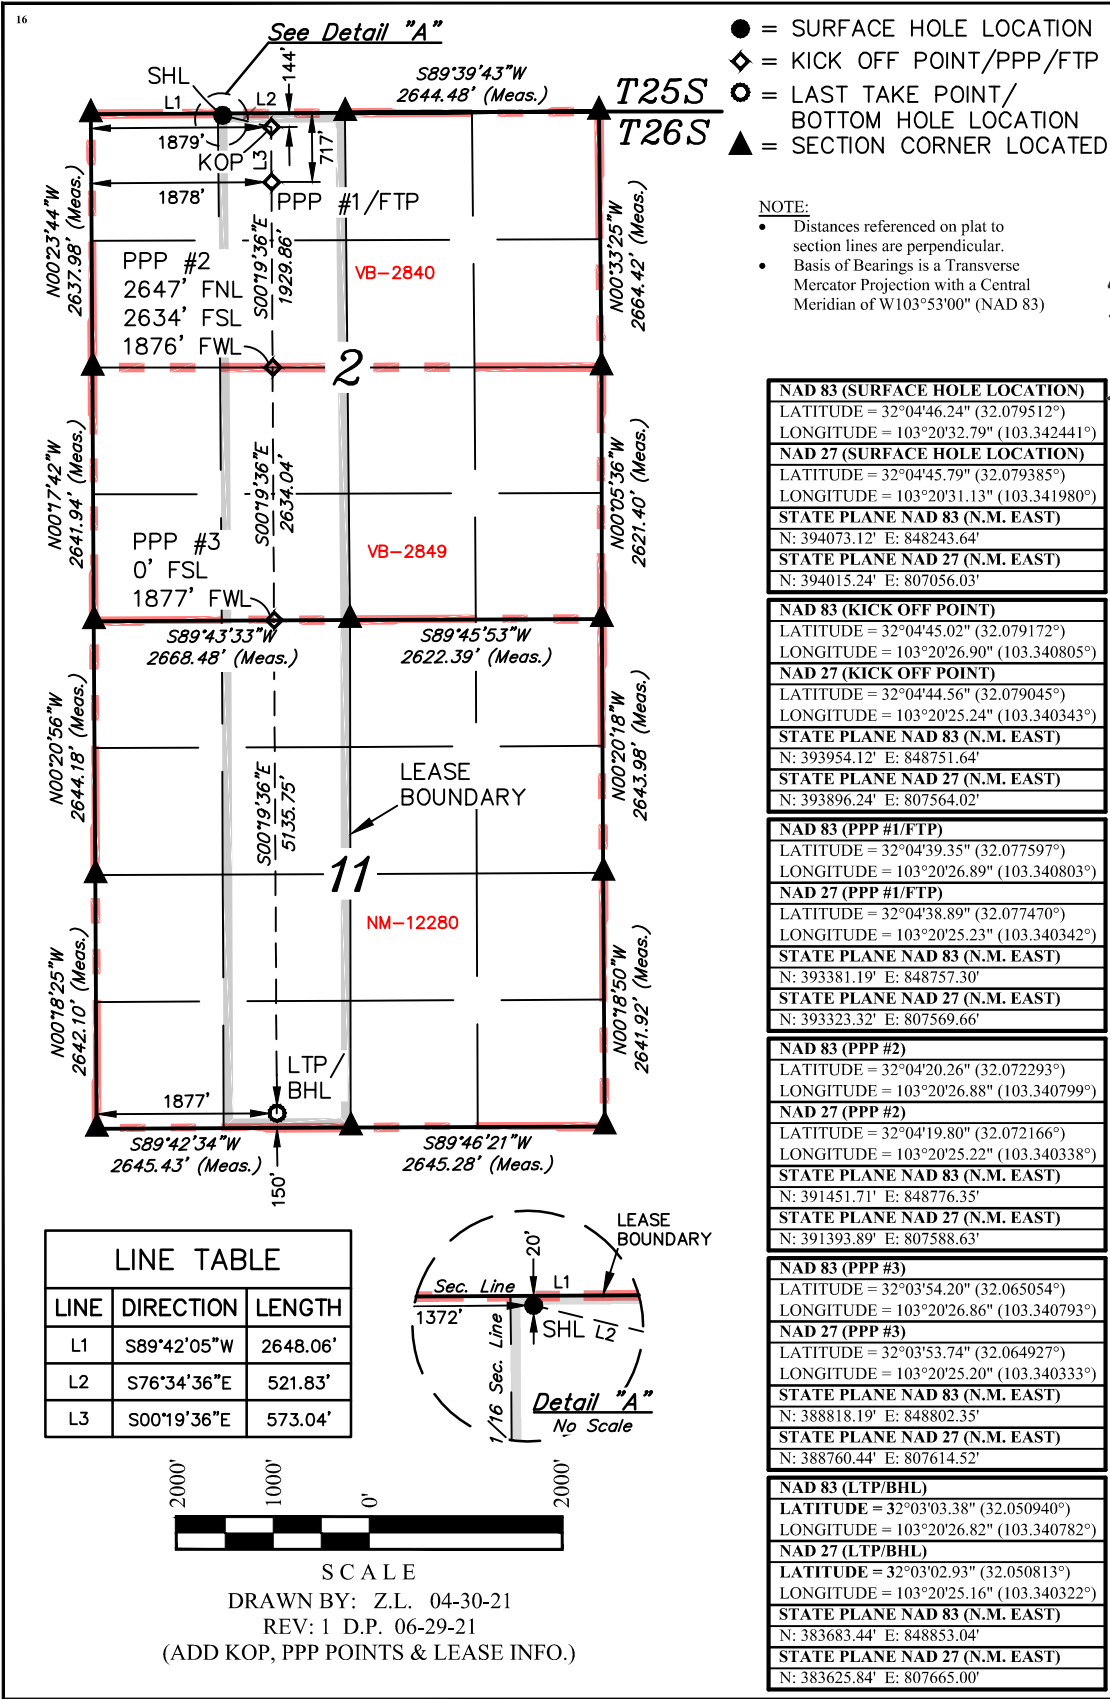 16
See Detail "A"
SHL
L1
L2
144'
S89°39'43"W
2644.48' (Meas.)
T25S
T26S
1879'
KOP
L3
717'
1878'
PPP #1/FTP
N00°23'44"W
2637.98' (Meas.)
S00°19'36"E
1929.86'
VB-2840
N00°33'25"W
2664.42' (Meas.)
PPP #2
2647' FNL
2634' FSL
1876' FWL
2
N00°17'42"W
2641.94' (Meas.)
S00°19'36"E
2634.04'
N00°05'36"W
2621.40' (Meas.)
PPP #3
0' FSL
1877' FWL
VB-2849
S89°43'33"W
2668.48' (Meas.)
S89°45'53"W
2622.39' (Meas.)
N00°20'56"W
2644.18' (Meas.)
LEASE
BOUNDARY
N00°20'18"W
2643.98' (Meas.)
S00°19'36"E
5135.75'
11
NM-12280
N00°18'25"W
2642.10' (Meas.)
N00°18'50"W
2641.92' (Meas.)
LTP/
BHL
1877'
S89°42'34"W
2645.43' (Meas.)
150'
S89°46'21"W
2645.28' (Meas.)
= SURFACE HOLE LOCATION
= KICK OFF POINT/PPP/FTP
= LAST TAKE POINT/
BOTTOM HOLE LOCATION
= SECTION CORNER LOCATED
NOTE:
• Distances referenced on plat to
section lines are perpendicular.
• Basis of Bearings is a Transverse
Mercator Projection with a Central
Meridian of W103°53'00" (NAD 83)
NAD 83 (SURFACE HOLE LOCATION)
LATITUDE = 32°04'46.24" (32.079512°)
LONGITUDE = 103°20'32.79" (103.342441°)
NAD 27 (SURFACE HOLE LOCATION)
LATITUDE = 32°04'45.79" (32.079385°)
LONGITUDE = 103°20'31.13" (103.341980°)
STATE PLANE NAD 83 (N.M. EAST)
N: 394073.12' E: 848243.64'
STATE PLANE NAD 27 (N.M. EAST)
N: 394015.24' E: 807056.03'
NAD 83 (KICK OFF POINT)
LATITUDE = 32°04'45.02" (32.079172°)
LONGITUDE = 103°20'26.90" (103.340805°)
NAD 27 (KICK OFF POINT)
LATITUDE = 32°04'44.56" (32.079045°)
LONGITUDE = 103°20'25.24" (103.340343°)
STATE PLANE NAD 83 (N.M. EAST)
N: 393954.12' E: 848751.64'
STATE PLANE NAD 27 (N.M. EAST)
N: 393896.24' E: 807564.02'
NAD 83 (PPP #1/FTP)
LATITUDE = 32°04'39.35" (32.077597°)
LONGITUDE = 103°20'26.89" (103.340803°)
NAD 27 (PPP #1/FTP)
LATITUDE = 32°04'38.89" (32.077470°)
LONGITUDE = 103°20'25.23" (103.340342°)
STATE PLANE NAD 83 (N.M. EAST)
N: 393381.19' E: 848757.30'
STATE PLANE NAD 27 (N.M. EAST)
N: 393323.32' E: 807569.66'
NAD 83 (PPP #2)
LATITUDE = 32°04'20.26" (32.072293°)
LONGITUDE = 103°20'26.88" (103.340799°)
NAD 27 (PPP #2)
LATITUDE = 32°04'19.80" (32.072166°)
LONGITUDE = 103°20'25.22" (103.340338°)
STATE PLANE NAD 83 (N.M. EAST)
N: 391451.71' E: 848776.35'
STATE PLANE NAD 27 (N.M. EAST)
N: 391393.89' E: 807588.63'
NAD 83 (PPP #3)
LATITUDE = 32°03'54.20" (32.065054°)
LONGITUDE = 103°20'26.86" (103.340793°)
NAD 27 (PPP #3)
LATITUDE = 32°03'53.74" (32.064927°)
LONGITUDE = 103°20'25.20" (103.340333°)
STATE PLANE NAD 83 (N.M. EAST)
N: 388818.19' E: 848802.35'
STATE PLANE NAD 27 (N.M. EAST)
N: 388760.44' E: 807614.52'
NAD 83 (LTP/BHL)
LATITUDE = 32°03'03.38" (32.050940°)
LONGITUDE = 103°20'26.82" (103.340782°)
NAD 27 (LTP/BHL)
LATITUDE = 32°03'02.93" (32.050813°)
LONGITUDE = 103°20'25.16" (103.340322°)
STATE PLANE NAD 83 (N.M. EAST)
N: 383683.44' E: 848853.04'
STATE PLANE NAD 27 (N.M. EAST)
N: 383625.84' E: 807665.00'
LINE TABLE
LINE DIRECTION LENGTH
L1 S89°42'05"W 2648.06'
L2 S76°34'36"E 521.83'
L3 S00°19'36"E 573.04'
LEASE
BOUNDARY
20'
Sec. Line
L1
1372'
SHL
L2
1/16 Sec. Line
Detail "A"
No Scale
2000' 1000' 0' 2000'
SCALE
DRAWN BY: Z.L. 04-30-21
REV: 1 D.P. 06-29-21
(ADD KOP, PPP POINTS & LEASE INFO.)